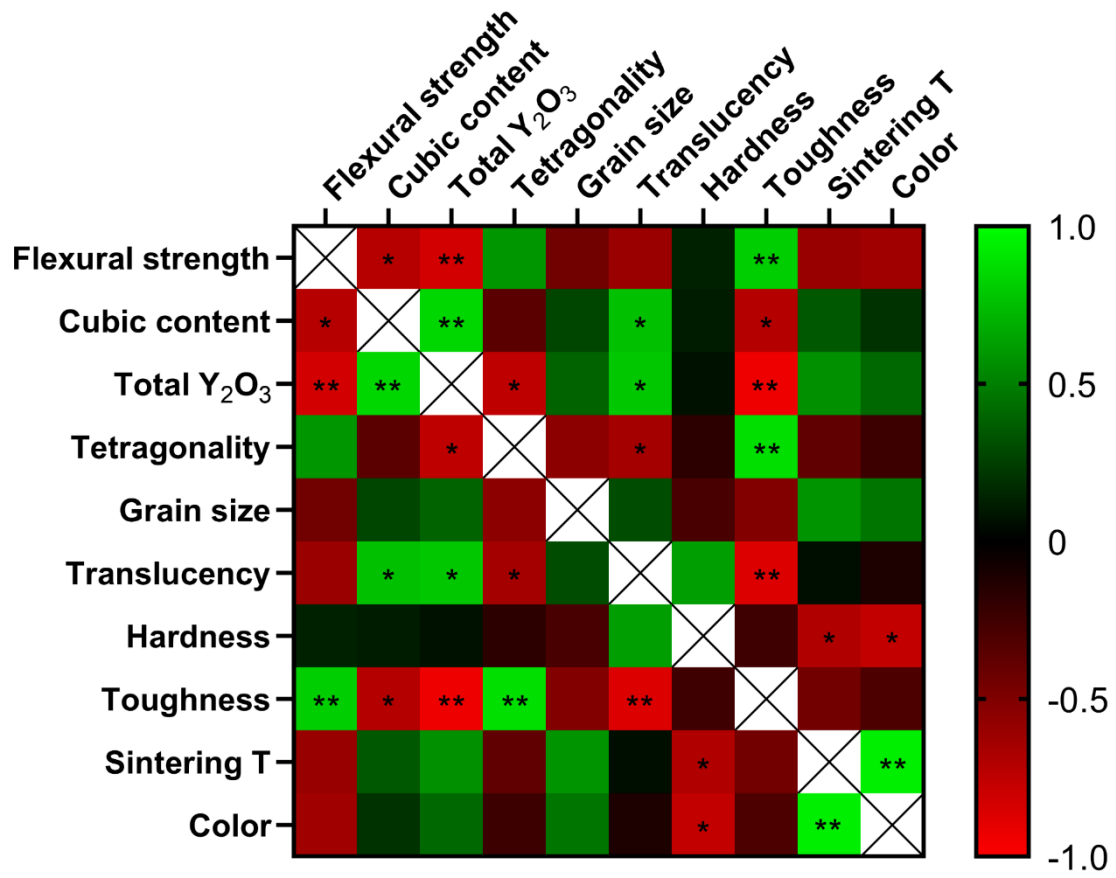 Flexural strength
Cubic content
Total Y₂O₃
Tetragonality
Grain size
Translucency
Hardness
Toughness
Sintering T
Color
Flexural strength * ** **
Cubic content * ** * *
Total Y₂O₃ ** ** * * **
Tetragonality * * **
Grain size
Translucency * * * **
Hardness * *
Toughness ** * ** ** **
Sintering T * **
Color * **
1.0
0.5
0
-0.5
-1.0